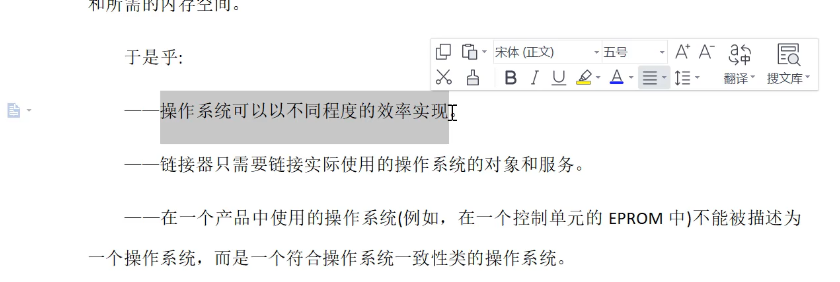 和所需的内存空间。
于是乎:
宋体 (正文) 五号 A+ A-
B I U A 翻译 搜文库
——操作系统可以以不同程度的效率实现。
——链接器只需要链接实际使用的操作系统的对象和服务。
——在一个产品中使用的操作系统(例如，在一个控制单元的 EPROM 中)不能被描述为
一个操作系统，而是一个符合操作系统一致性类的操作系统。